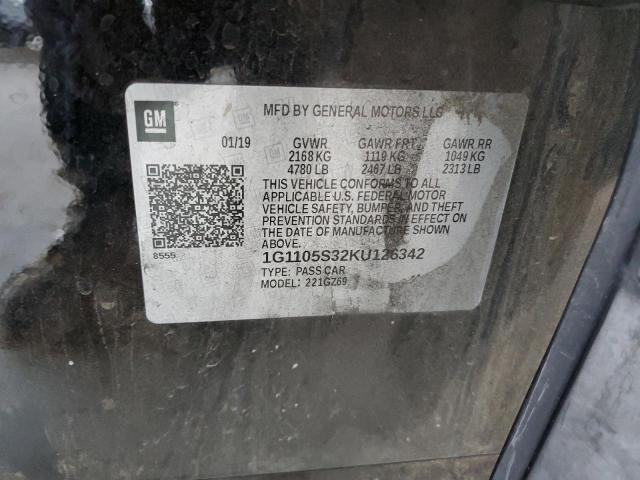 GM
MFD BY GENERAL MOTORS LLC
01/19 GVWR GAWR FRT GAWR RR
2168 KG 1119 KG 1049 KG
4780 LB 2467 LB 2313 LB
THIS VEHICLE CONFORMS TO ALL
APPLICABLE U.S. FEDERAL MOTOR
VEHICLE SAFETY, BUMPER, AND THEFT
PREVENTION STANDARDS IN EFFECT ON
THE DATE OF MANUFACTURE SHOWN
ABOVE.
8555
1G1105S32KU126342
TYPE: PASS CAR
MODEL: 221GZ69